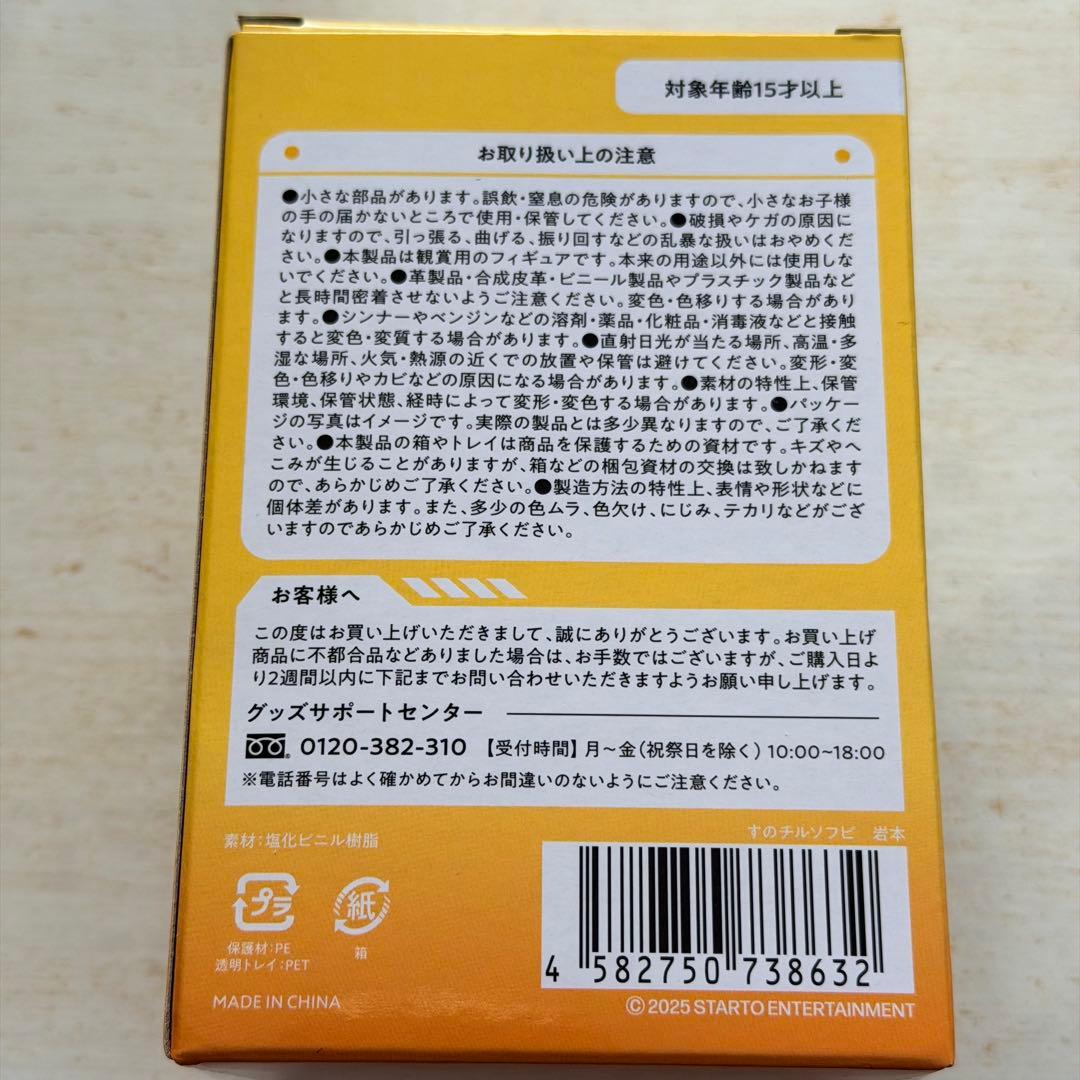 対象年齢15才以上
お取り扱い上の注意
●小さな部品があります。誤飲・窒息の危険がありますので、小さなお子様
の手の届かないところで使用・保管してください。●破損やケガの原因に
なりますので、引っ張る、曲げる、振り回すなどの乱暴な扱いはおやめくだ
さい。●本製品は観賞用のフィギュアです。本来の用途以外には使用しな
いでください。●革製品・合成皮革・ビニール製品やプラスチック製品など
と長時間密着させないようご注意ください。変色・色移りする場合があり
ます。●シンナーやベンジンなどの溶剤・薬品・化粧品・消毒液などと接触
すると変色・変質する場合があります。●直射日光が当たる場所、高温・多
湿な場所、火気・熱源の近くでの放置や保管は避けてください。変形・変
色・色移りやカビなどの原因になる場合があります。●素材の特性上、保管
環境、保管状態、経時によって変形・変色する場合があります。●パッケー
ジの写真はイメージです。実際の製品とは多少異なりますので、ご了承くだ
さい。●本製品の箱やトレイは商品を保護するための資材です。キズやへ
こみが生じることがありますが、箱などの梱包資材の交換は致しかねます
ので、あらかじめご了承ください。●製造方法の特性上、表情や形状などに
個体差があります。また、多少の色ムラ、色欠け、にじみ、テカリなどがござ
いますのであらかじめご了承ください。
お客様へ
この度はお買い上げいただきまして、誠にありがとうございます。お買い上げ
商品に不都合品などありました場合は、お手数ではございますが、ご購入日よ
り2週間以内に下記までお問い合わせいただきますようお願い申し上げます。
グッズサポートセンター
0120-382-310 【受付時間】月〜金(祝祭日を除く)10:00~18:00
※電話番号はよく確かめてからお間違いのないようにご注意ください。
素材:塩化ビニル樹脂
すのチルソフビ 岩本
プラ
紙
保護材:PE
透明トレイ:PET
箱
4 582750 738632
MADE IN CHINA
©2025 STARTO ENTERTAINMENT